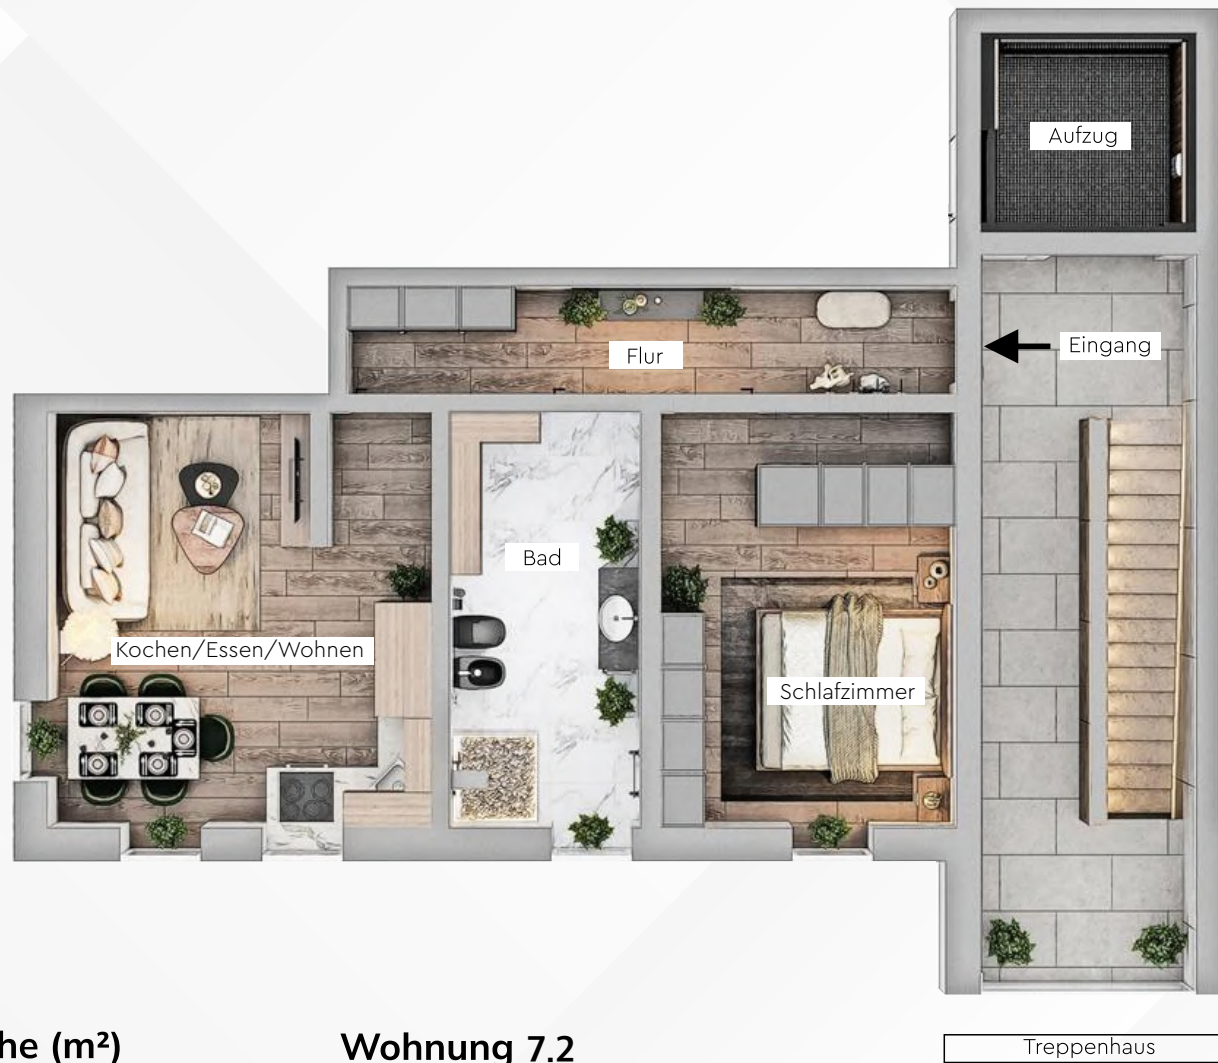 Aufzug
Eingang
Flur
Bad
Kochen/Essen/Wohnen
Schlafzimmer
he (m²)
Wohnung 7.2
Treppenhaus